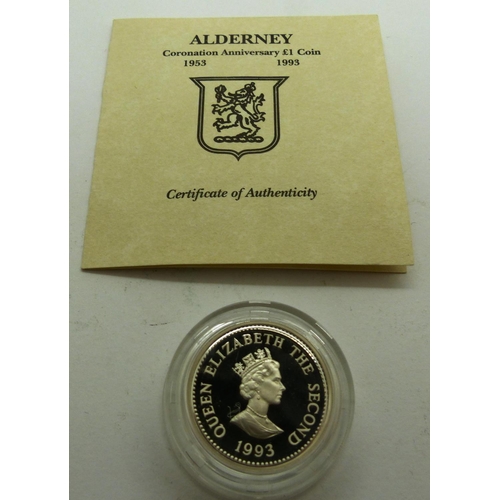 ALDERNEY
Coronation Anniversary £1 Coin
1953 1993
Certificate of Authenticity
QUEEN ELIZABETH THE SECOND
1993